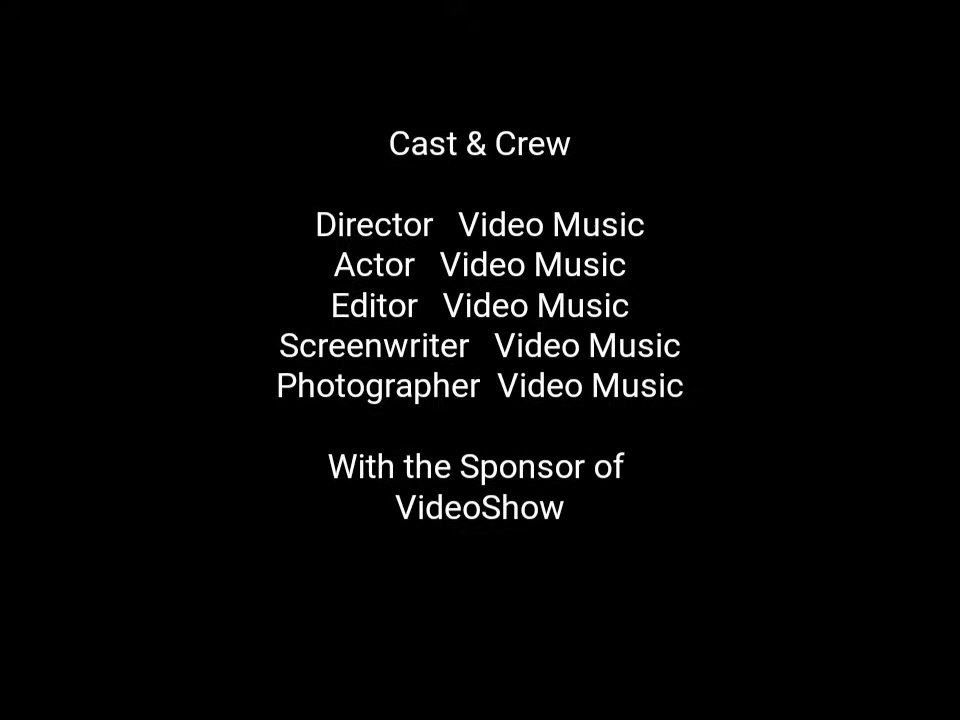 Cast & Crew
Director Video Music
Actor Video Music
Editor Video Music
Screenwriter Video Music
Photographer Video Music
With the Sponsor of
VideoShow